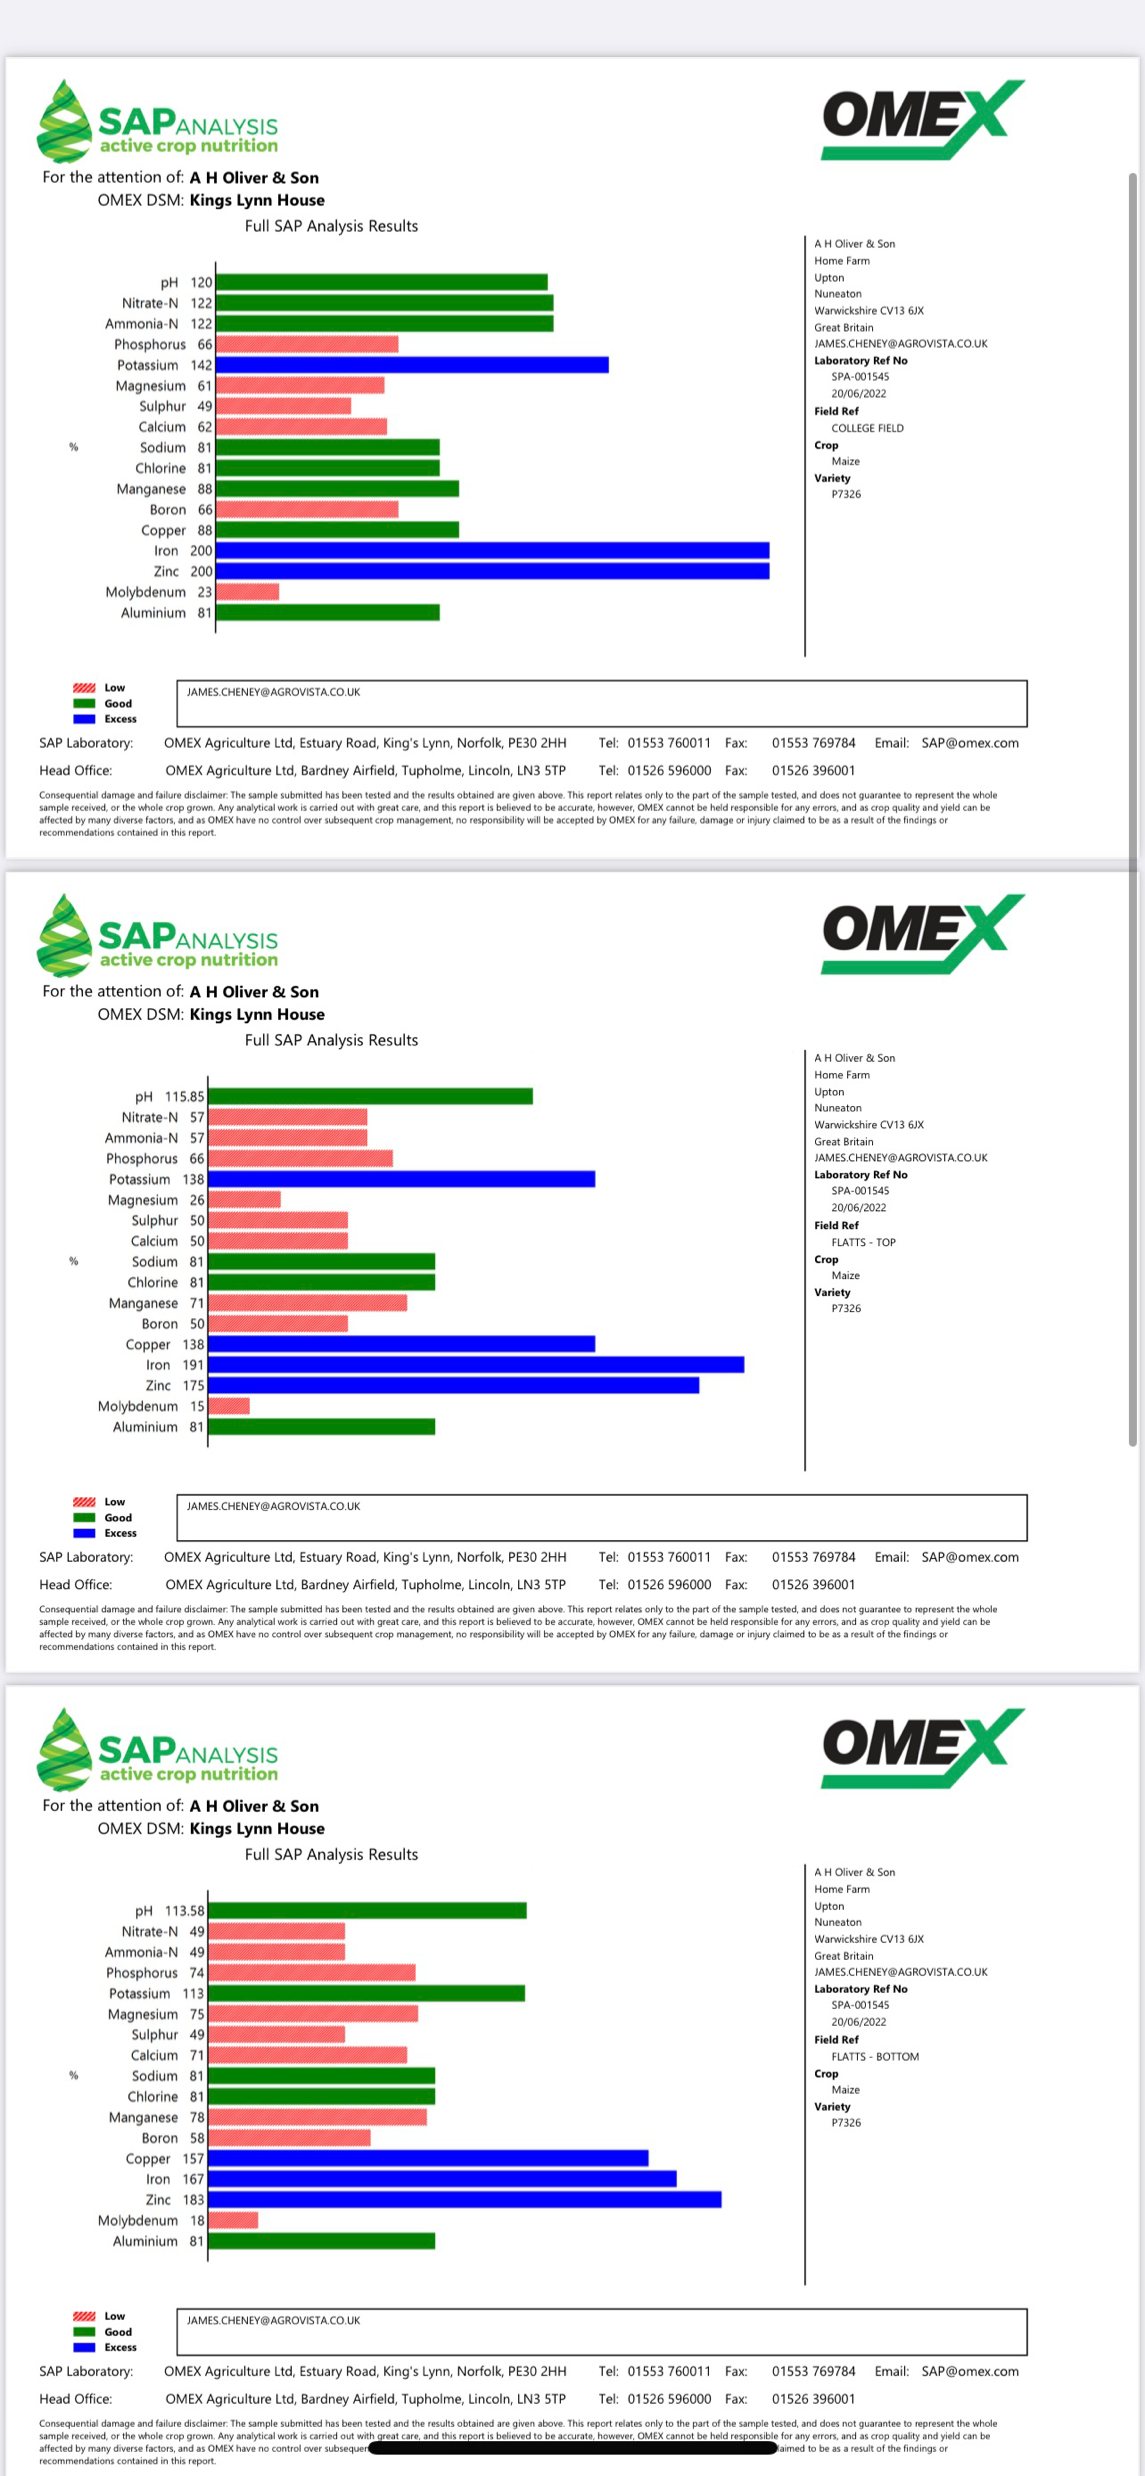 SAP ANALYSIS
active crop nutrition
OMEX
For the attention of: A H Oliver & Son
OMEX DSM: Kings Lynn House
Full SAP Analysis Results
pH 120
Nitrate-N 122
Ammonia-N 122
Phosphorus 66
Potassium 142
Magnesium 61
Sulphur 49
Calcium 62
% Sodium 81
Chlorine 81
Manganese 88
Boron 66
Copper 88
Iron 200
Zinc 200
Molybdenum 23
Aluminium 81
A H Oliver & Son
Home Farm
Upton
Nuneaton
Warwickshire CV13 6JX
Great Britain
JAMES.CHENEY@AGROVISTA.CO.UK
Laboratory Ref No
SPA-001545
20/06/2022
Field Ref
COLLEGE FIELD
Crop
Maize
Variety
P7326
Low
Good
Excess
JAMES.CHENEY@AGROVISTA.CO.UK
SAP Laboratory: OMEX Agriculture Ltd, Estuary Road, King's Lynn, Norfolk, PE30 2HH Tel: 01553 760011 Fax: 01553 769784 Email: SAP@omex.com
Head Office: OMEX Agriculture Ltd, Bardney Airfield, Tupholme, Lincoln, LN3 5TP Tel: 01526 596000 Fax: 01526 396001
Consequential damage and failure disclaimer: The sample submitted has been tested and the results obtained are given above. This report relates only to the part of the sample tested, and does not guarantee to represent the whole
sample received, or the whole crop grown. Any analytical work is carried out with great care, and this report is believed to be accurate, however, OMEX cannot be held responsible for any errors, and as crop quality and yield can be
affected by many diverse factors, and as OMEX have no control over subsequent crop management, no responsibility will be accepted by OMEX for any failure, damage or injury claimed to be as a result of the findings or
recommendations contained in this report.
SAP ANALYSIS
active crop nutrition
OMEX
For the attention of: A H Oliver & Son
OMEX DSM: Kings Lynn House
Full SAP Analysis Results
pH 115.85
Nitrate-N 57
Ammonia-N 57
Phosphorus 66
Potassium 138
Magnesium 26
Sulphur 50
Calcium 50
% Sodium 81
Chlorine 81
Manganese 71
Boron 50
Copper 138
Iron 191
Zinc 175
Molybdenum 15
Aluminium 81
A H Oliver & Son
Home Farm
Upton
Nuneaton
Warwickshire CV13 6JX
Great Britain
JAMES.CHENEY@AGROVISTA.CO.UK
Laboratory Ref No
SPA-001545
20/06/2022
Field Ref
FLATTS - TOP
Crop
Maize
Variety
P7326
Low
Good
Excess
JAMES.CHENEY@AGROVISTA.CO.UK
SAP Laboratory: OMEX Agriculture Ltd, Estuary Road, King's Lynn, Norfolk, PE30 2HH Tel: 01553 760011 Fax: 01553 769784 Email: SAP@omex.com
Head Office: OMEX Agriculture Ltd, Bardney Airfield, Tupholme, Lincoln, LN3 5TP Tel: 01526 596000 Fax: 01526 396001
Consequential damage and failure disclaimer: The sample submitted has been tested and the results obtained are given above. This report relates only to the part of the sample tested, and does not guarantee to represent the whole
sample received, or the whole crop grown. Any analytical work is carried out with great care, and this report is believed to be accurate, however, OMEX cannot be held responsible for any errors, and as crop quality and yield can be
affected by many diverse factors, and as OMEX have no control over subsequent crop management, no responsibility will be accepted by OMEX for any failure, damage or injury claimed to be as a result of the findings or
recommendations contained in this report.
SAP ANALYSIS
active crop nutrition
OMEX
For the attention of: A H Oliver & Son
OMEX DSM: Kings Lynn House
Full SAP Analysis Results
pH 113.58
Nitrate-N 49
Ammonia-N 49
Phosphorus 74
Potassium 113
Magnesium 75
Sulphur 49
Calcium 71
% Sodium 81
Chlorine 81
Manganese 78
Boron 58
Copper 157
Iron 167
Zinc 183
Molybdenum 18
Aluminium 81
A H Oliver & Son
Home Farm
Upton
Nuneaton
Warwickshire CV13 6JX
Great Britain
JAMES.CHENEY@AGROVISTA.CO.UK
Laboratory Ref No
SPA-001545
20/06/2022
Field Ref
FLATTS - BOTTOM
Crop
Maize
Variety
P7326
Low
Good
Excess
JAMES.CHENEY@AGROVISTA.CO.UK
SAP Laboratory: OMEX Agriculture Ltd, Estuary Road, King's Lynn, Norfolk, PE30 2HH Tel: 01553 760011 Fax: 01553 769784 Email: SAP@omex.com
Head Office: OMEX Agriculture Ltd, Bardney Airfield, Tupholme, Lincoln, LN3 5TP Tel: 01526 596000 Fax: 01526 396001
Consequential damage and failure disclaimer: The sample submitted has been tested and the results obtained are given above. This report relates only to the part of the sample tested, and does not guarantee to represent the whole
sample received, or the whole crop grown. Any analytical work is carried out with great care, and this report is believed to be accurate, however, OMEX cannot be held responsible for any errors, and as crop quality and yield can be
affected by many diverse factors, and as OMEX have no control over to be as a result of the findings or
recommendations contained in this report.